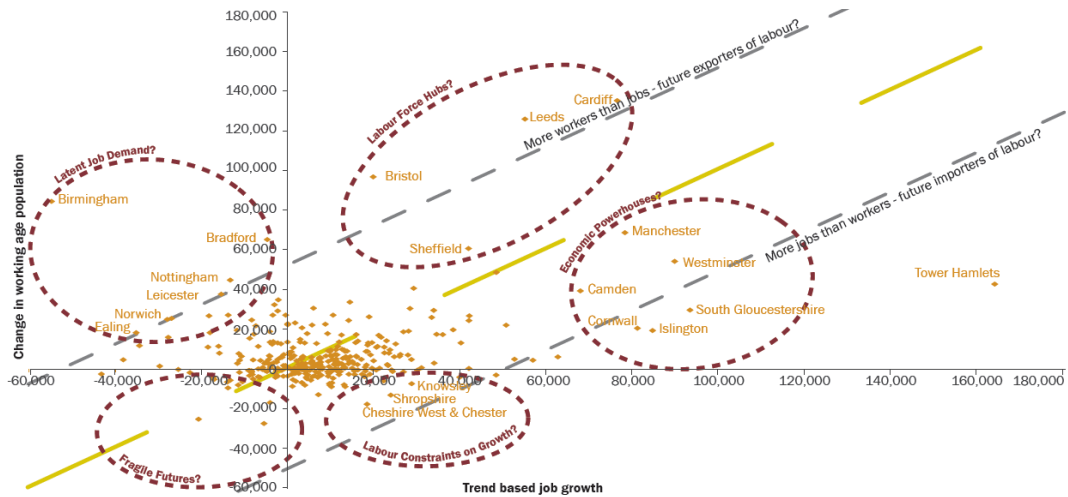 180,000
160,000
140,000
120,000
100,000
80,000
60,000
40,000
20,000
0
-20,000
-40,000
-60,000
-60,000
-40,000
-20,000
20,000
40,000
60,000
80,000
100,000
120,000
140,000
160,000
180,000
Change in working age population
Trend based job growth
More workers than jobs - future exporters of labour?
More jobs than workers - future importers of labour?
Labour Force Hubs?
Cardiff
Leeds
Bristol
Sheffield
Latent Job Demand?
Birmingham
Bradford
Nottingham
Leicester
Norwich
Ealing
Economic Powerhouses?
Manchester
Westminster
Camden
South Gloucestershire
Cornwall
Islington
Tower Hamlets
Knowsley
Shropshire
Cheshire West & Chester
Labour Constraints on Growth?
Fragile Futures?